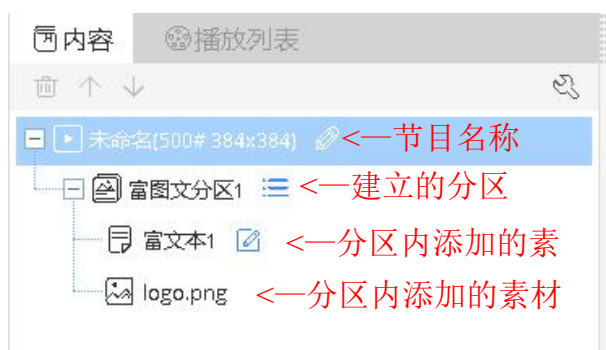 内容 播放列表
未命名(500# 384x384) <—节目名称
富图文分区1 <—建立的分区
富文本1 <—分区内添加的素
logo.png <—分区内添加的素材